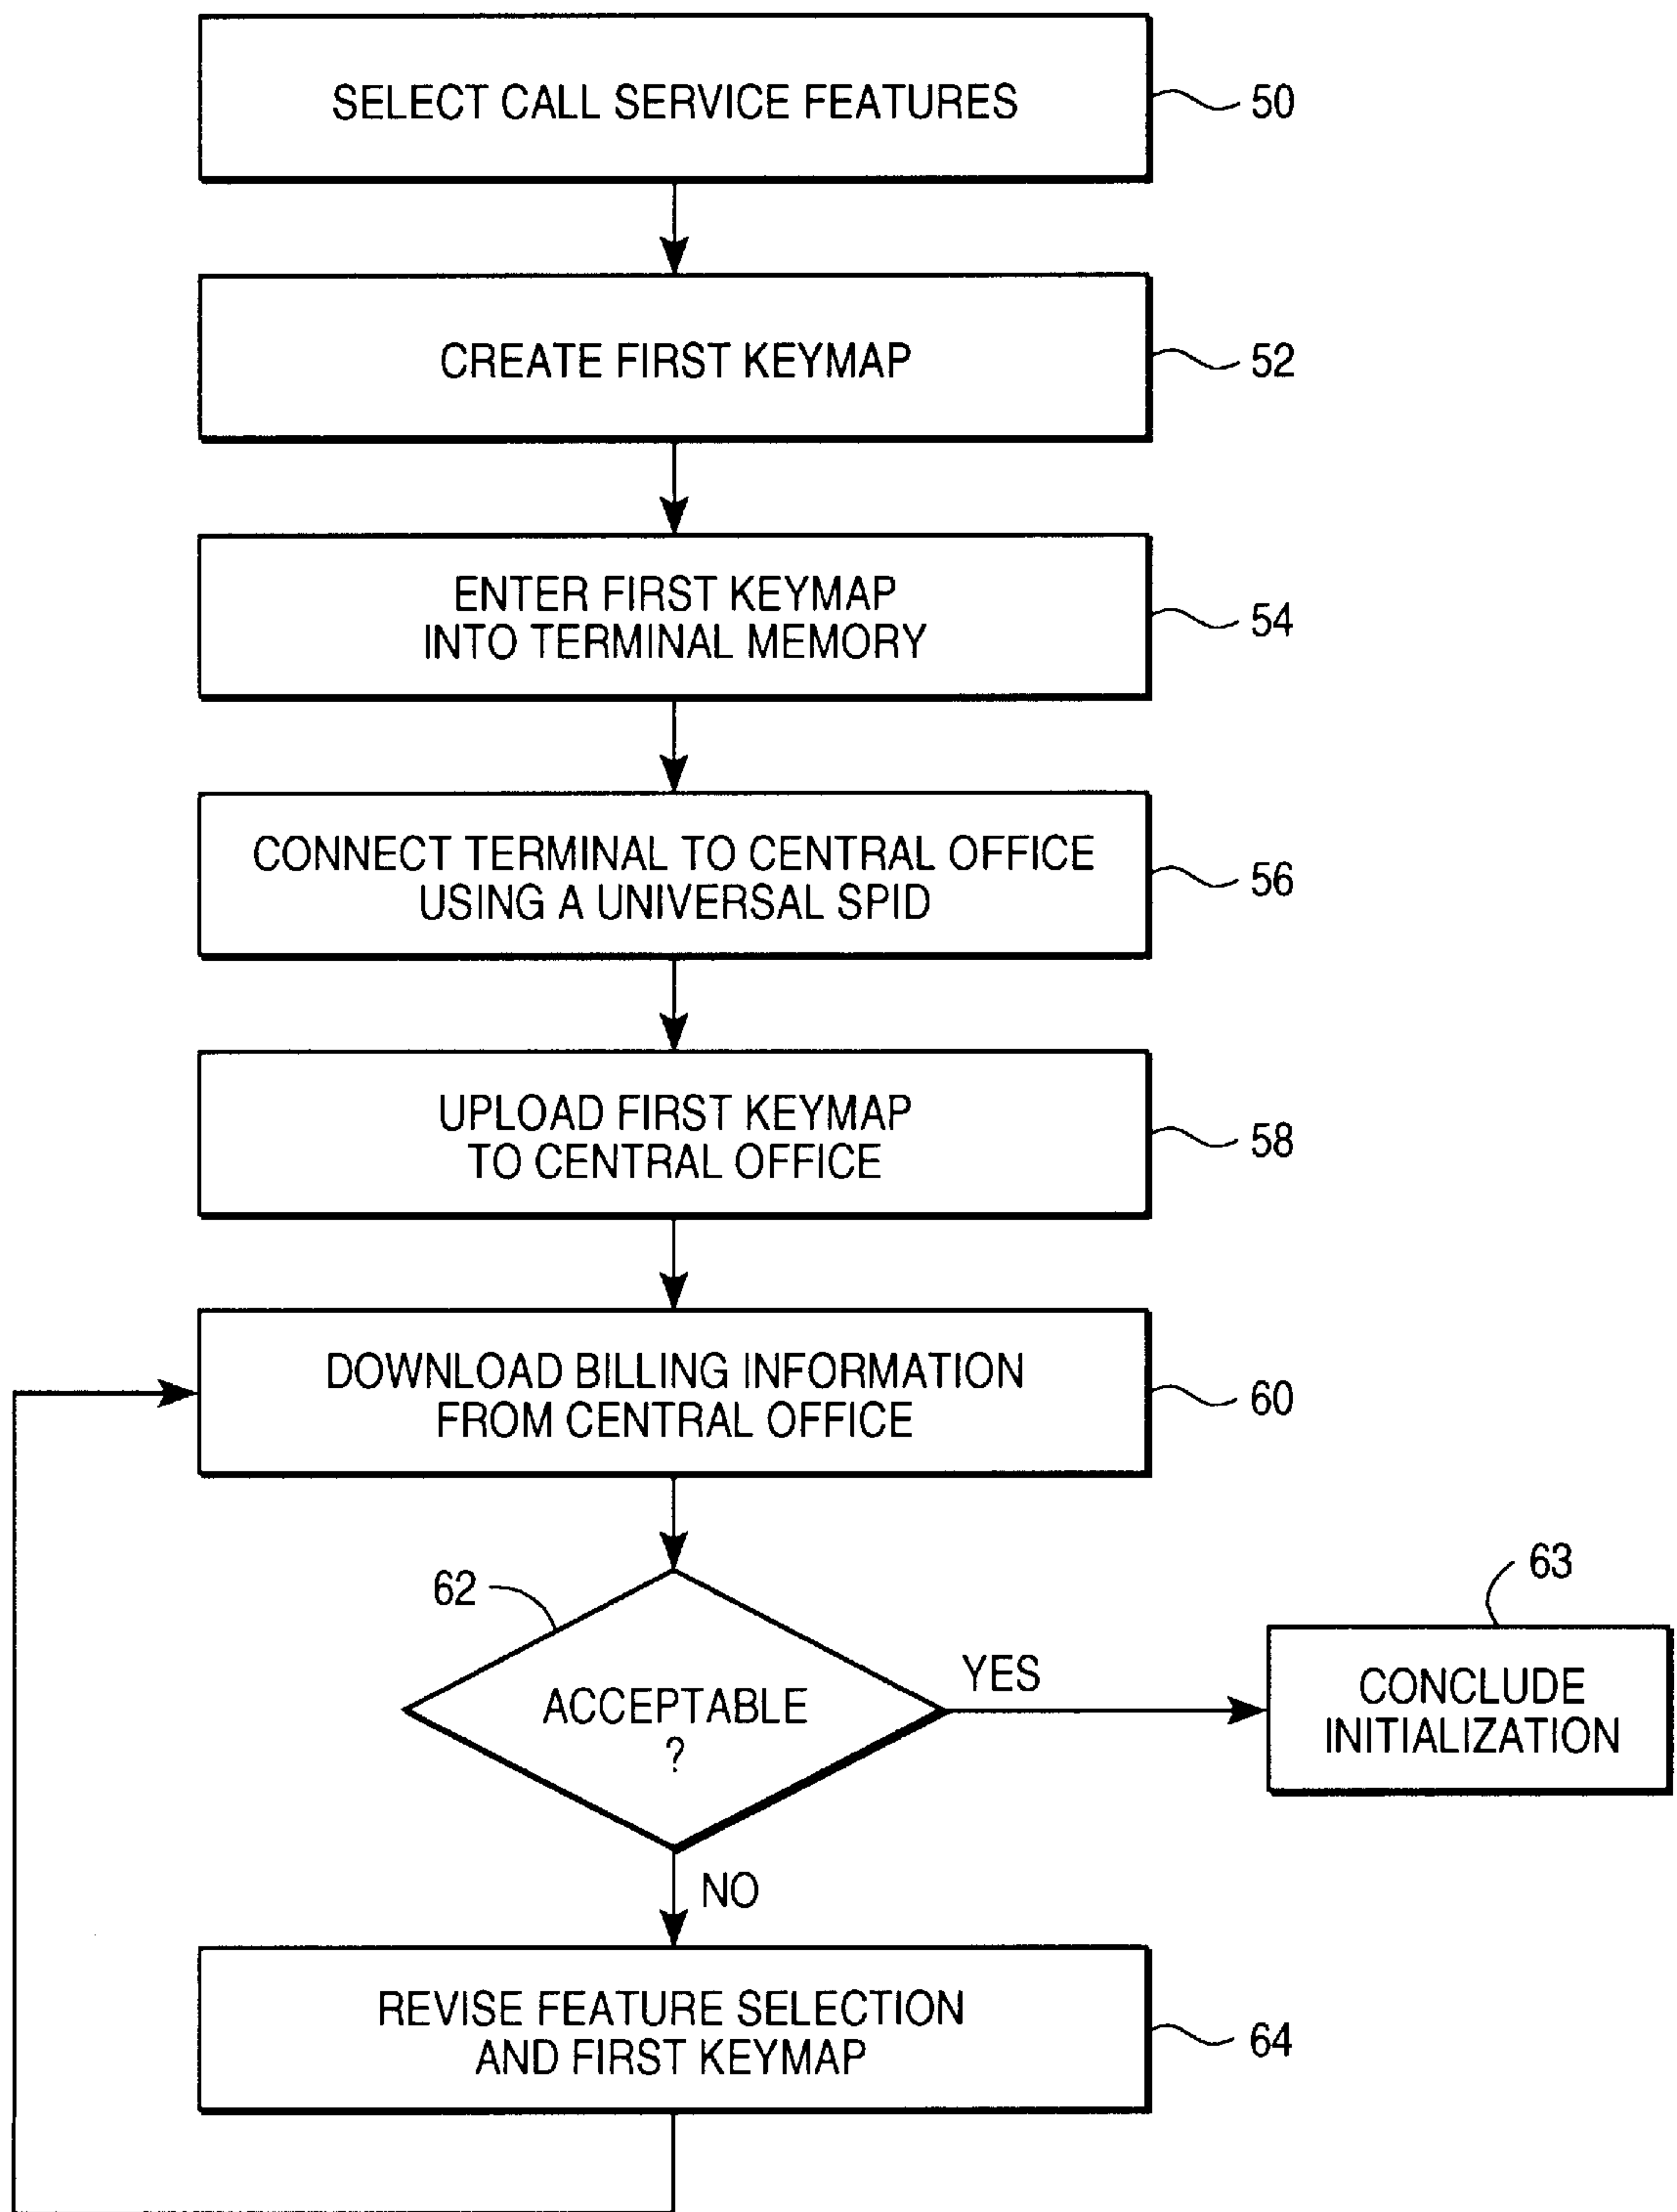 SELECT CALL SERVICE FEATURES
50
CREATE FIRST KEYMAP
52
ENTER FIRST KEYMAP
INTO TERMINAL MEMORY
54
CONNECT TERMINAL TO CENTRAL OFFICE
USING A UNIVERSAL SPID
56
UPLOAD FIRST KEYMAP
TO CENTRAL OFFICE
58
DOWNLOAD BILLING INFORMATION
FROM CENTRAL OFFICE
60
62
ACCEPTABLE
?
YES
63
CONCLUDE
INITIALIZATION
NO
REVISE FEATURE SELECTION
AND FIRST KEYMAP
64